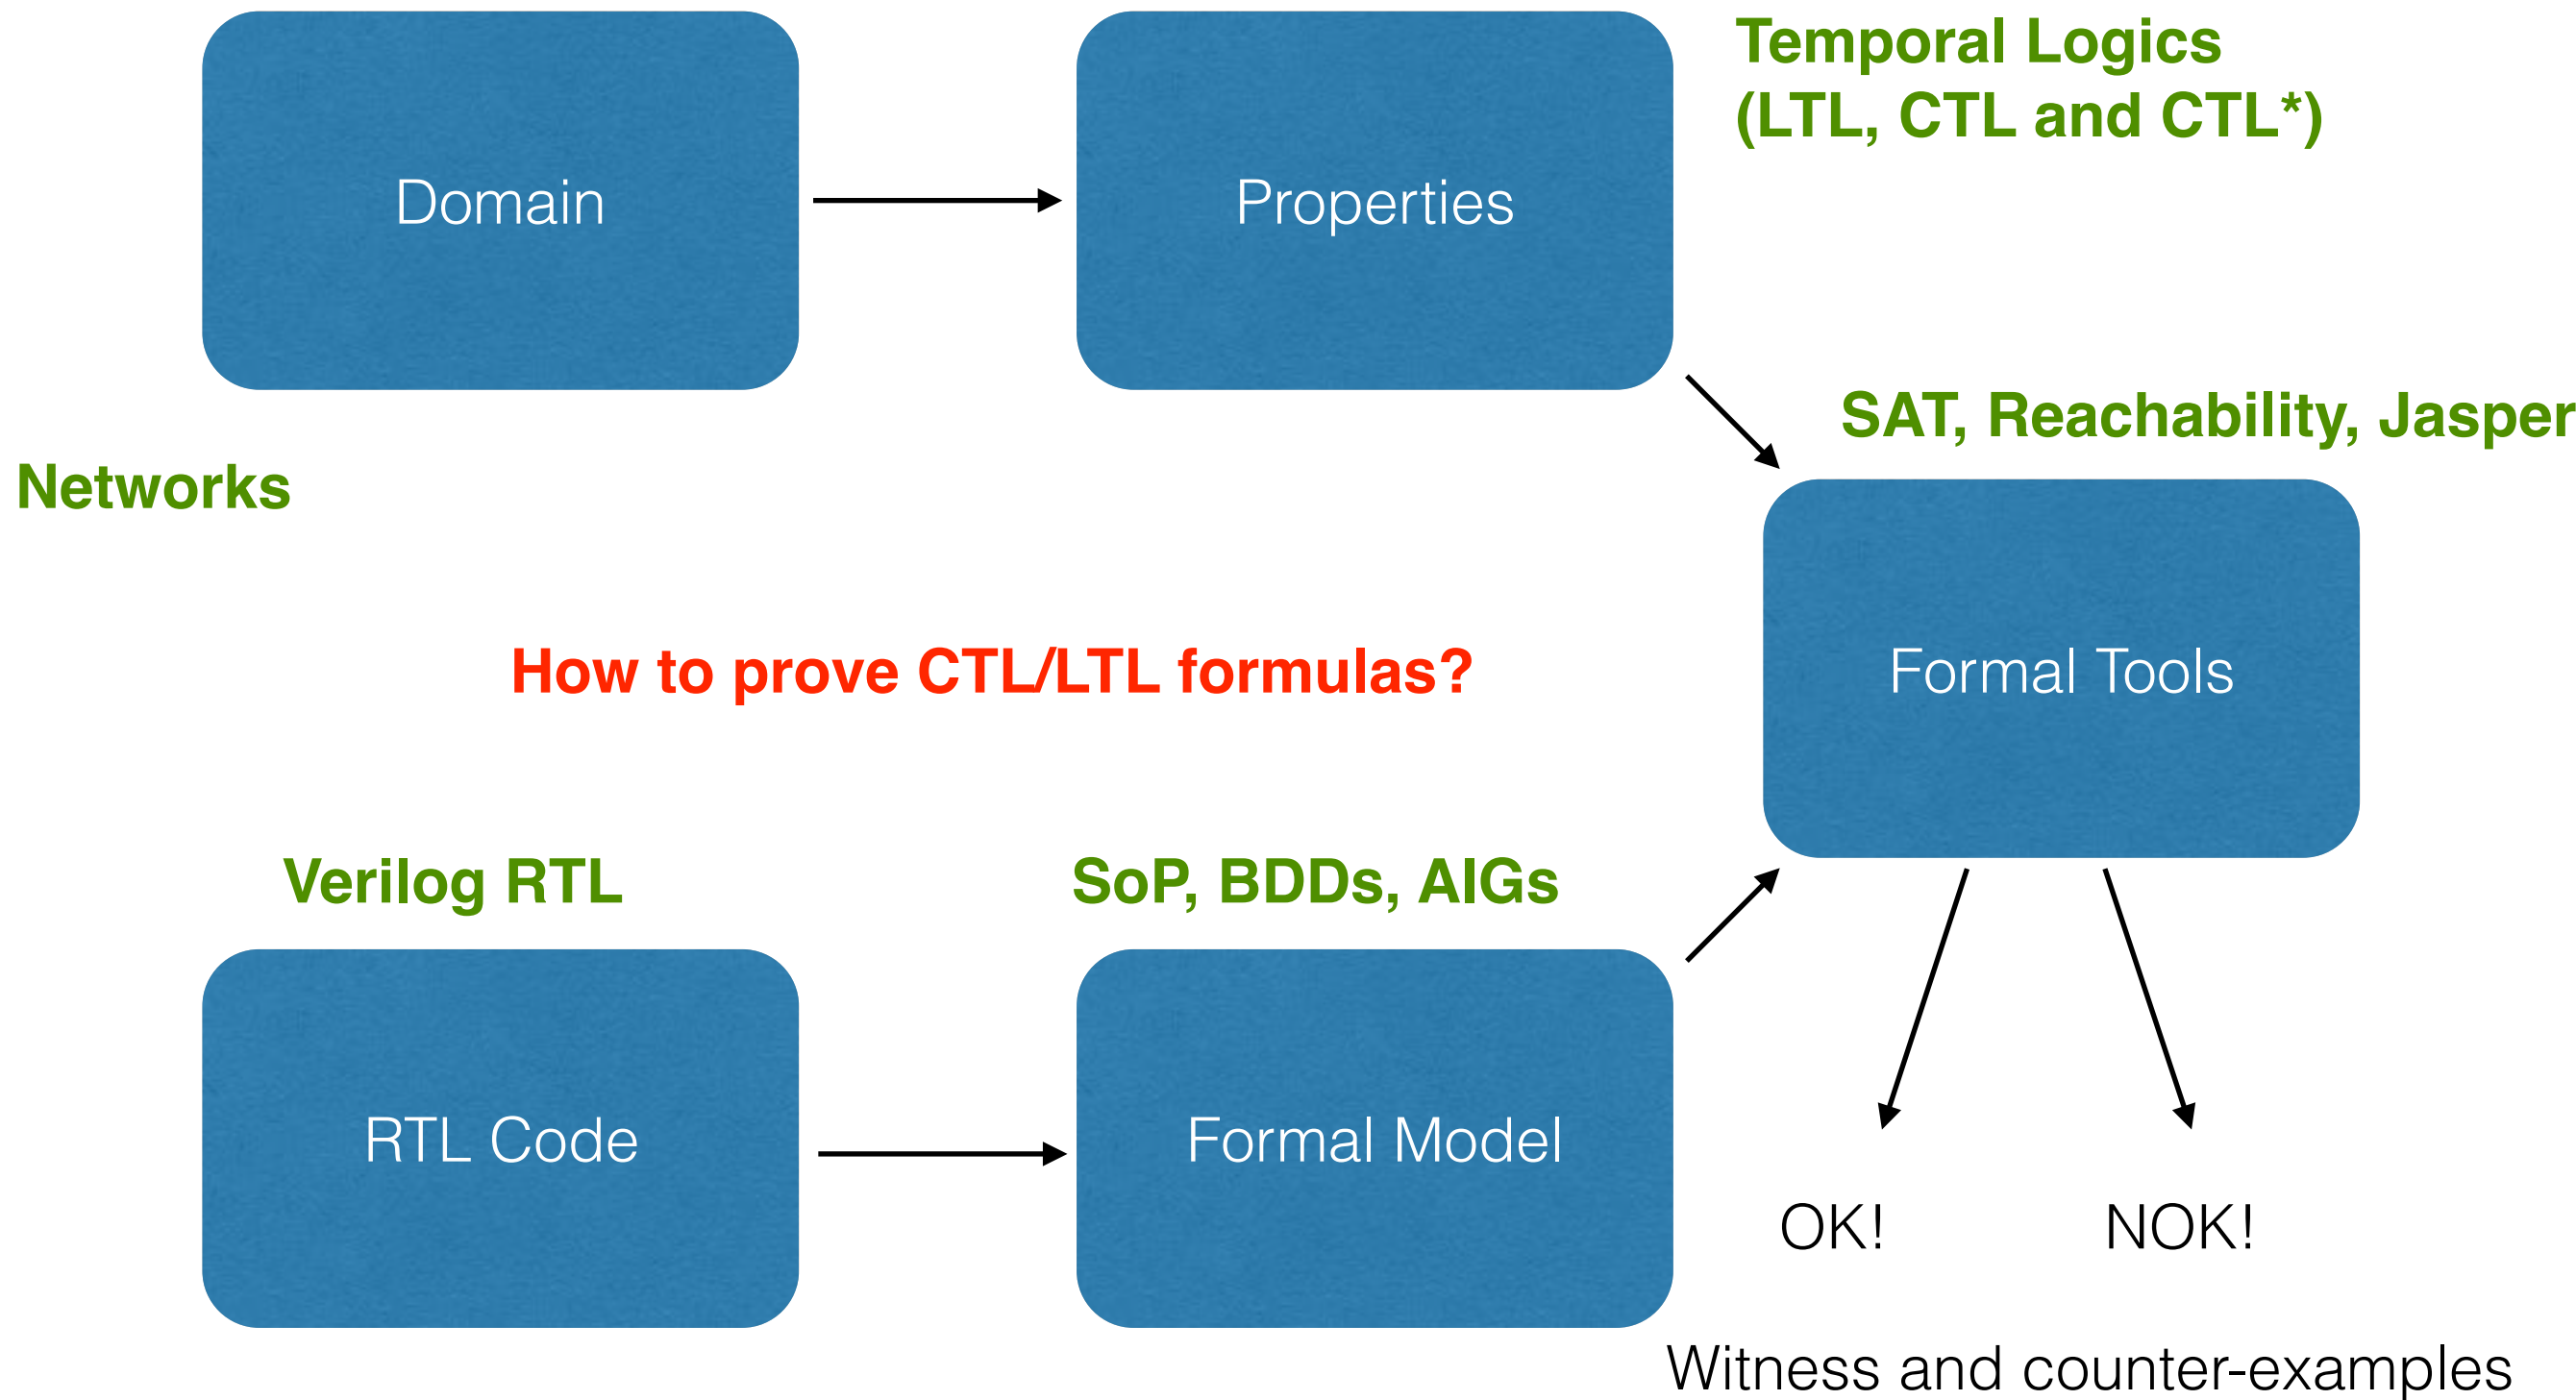 Temporal Logics
(LTL, CTL and CTL*)
Domain
Properties
SAT, Reachability, Jasper
Networks
How to prove CTL/LTL formulas?
Formal Tools
Verilog RTL
SoP, BDDs, AIGs
RTL Code
Formal Model
OK!
NOK!
Witness and counter-examples